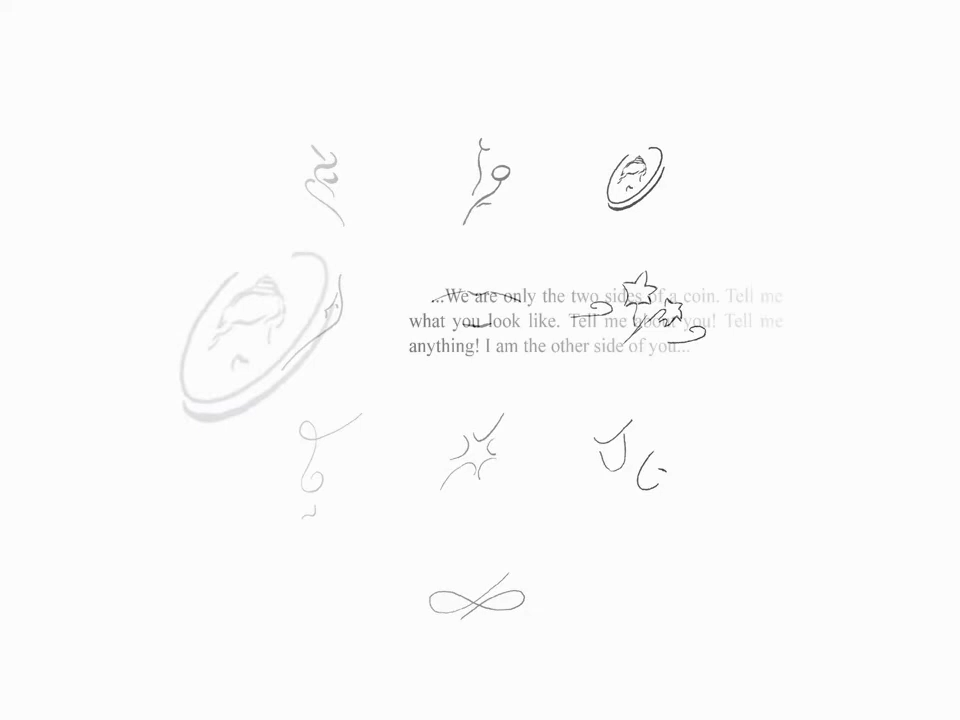 ...We are only the two sides of a coin. Tell me
what you look like. Tell me about you! Tell me
anything! I am the other side of you...